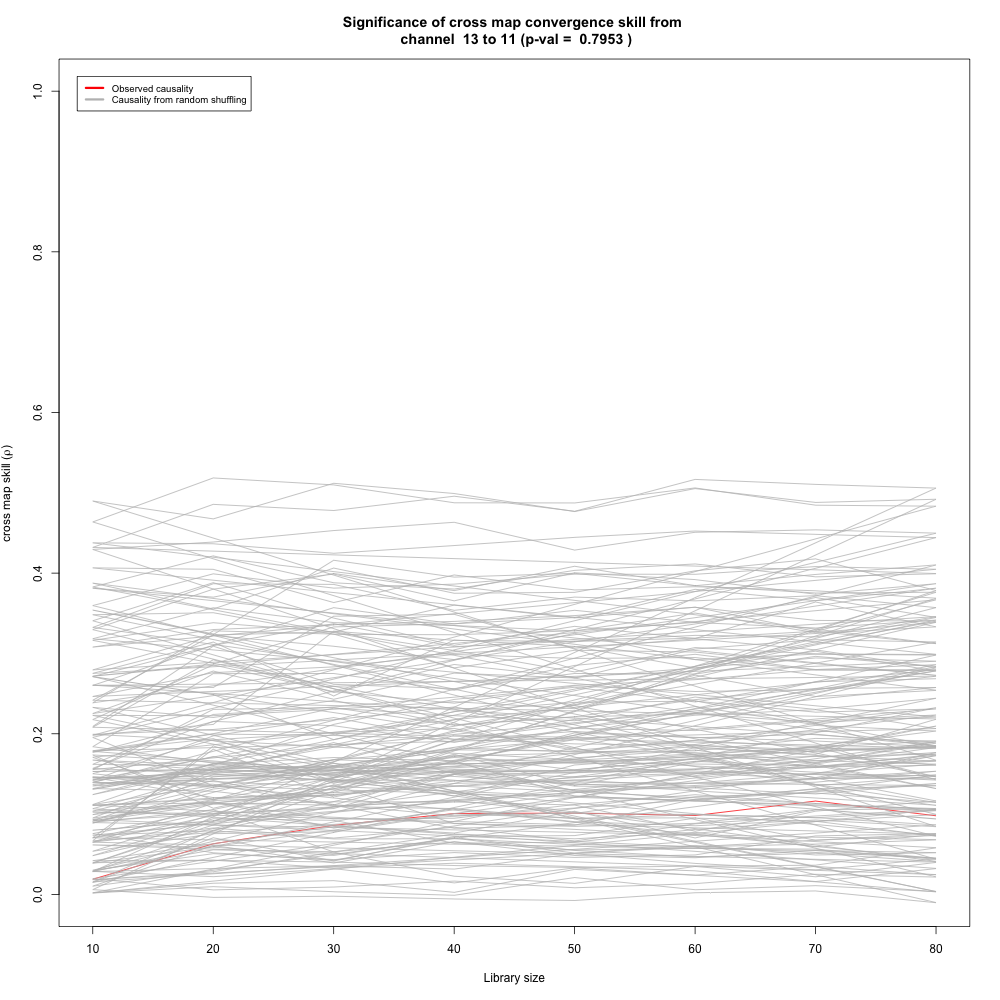 Significance of cross map convergence skill from
channel  13 to 11 (p-val =  0.7953 )
Observed causality
Causality from random shuffling
cross map skill (ρ)
1.0
0.8
0.6
0.4
0.2
0.0
10 20 30 40 50 60 70 80
Library size